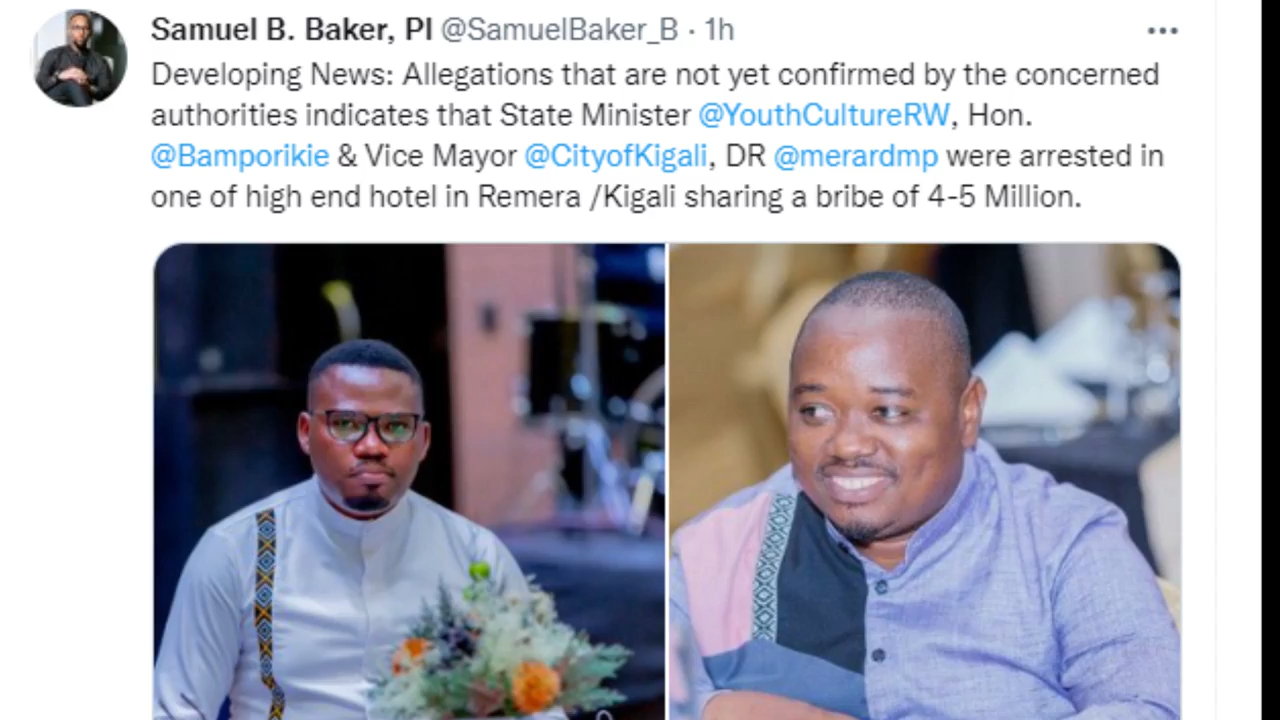 Samuel B. Baker, PI @SamuelBaker_B · 1h
Developing News: Allegations that are not yet confirmed by the concerned
authorities indicates that State Minister @YouthCultureRW, Hon.
@Bamporikie & Vice Mayor @CityofKigali, DR @merardmp were arrested in
one of high end hotel in Remera /Kigali sharing a bribe of 4-5 Million.